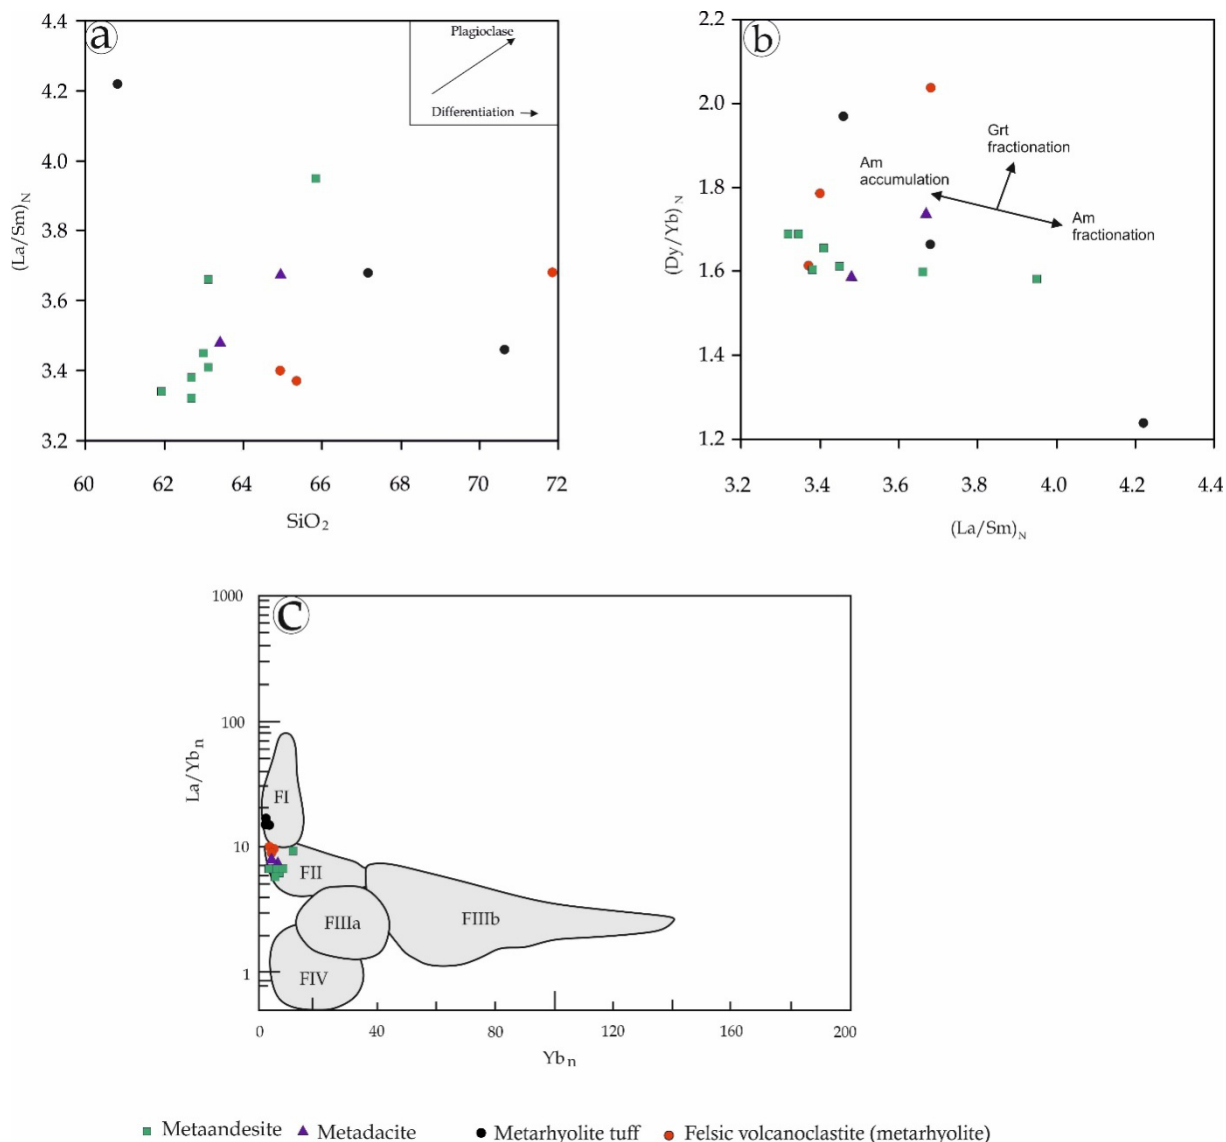 a
4.4
4.2
4.0
3.8
3.6
3.4
3.2
(La/Sm)N
60
62
64
66
68
70
72
SiO2
Plagioclase
Differentiation
b
2.2
2.0
1.8
1.6
1.4
1.2
(Dy/Yb)N
3.2
3.4
3.6
3.8
4.0
4.2
4.4
(La/Sm)N
Grt
fractionation
Am
accumulation
Am
fractionation
C
1000
100
10
1
La/Ybn
FI
FII
FIIIa
FIIIb
FIV
0
40
80
120
160
200
Ybn
Metaandesite
Metadacite
Metarhyolite tuff
Felsic volcanoclastite (metarhyolite)